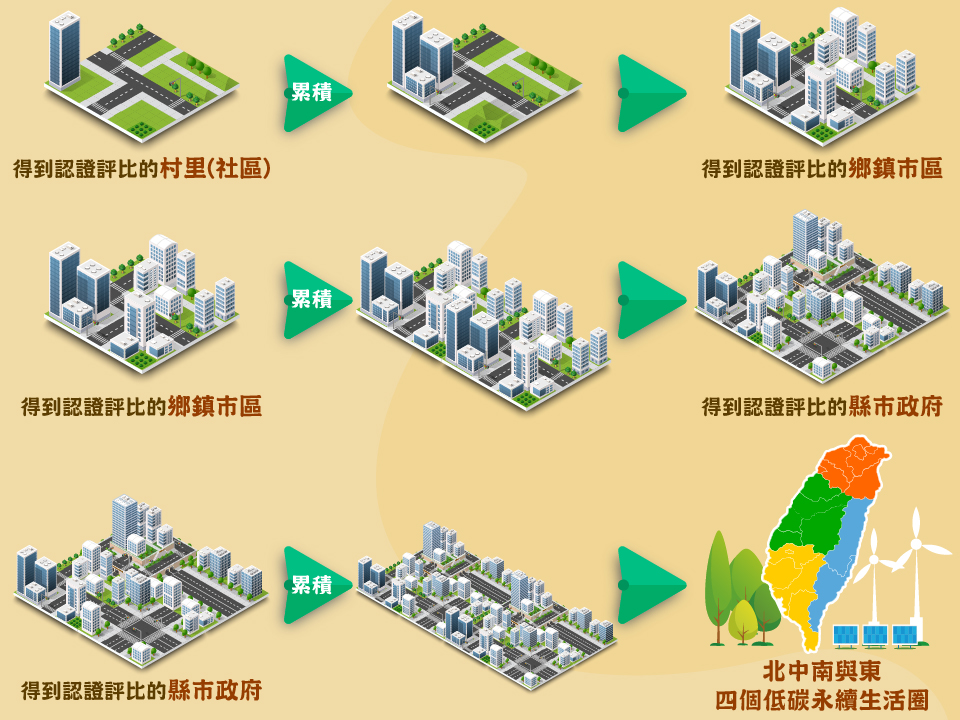 累積
得到認證評比的村里(社區)
得到認證評比的鄉鎮市區
累積
得到認證評比的鄉鎮市區
得到認證評比的縣市政府
累積
得到認證評比的縣市政府
北中南與東
四個低碳永續生活圈